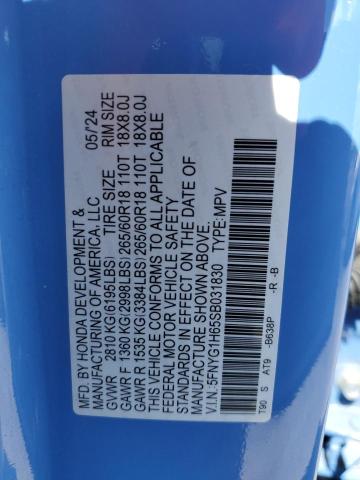 MFD. BY HONDA DEVELOPMENT &
MANUFACTURING OF AMERICA, LLC 05/'24
GVWR 2810 KG(6195LBS) TIRE SIZE RIM SIZE
GAWR F 1360 KG(2998LBS) 265/60R18 110T 18X8.0J
GAWR R 1535 KG(3384LBS) 265/60R18 110T 18X8.0J
THIS VEHICLE CONFORMS TO ALL APPLICABLE
FEDERAL MOTOR VEHICLE SAFETY
STANDARDS IN EFFECT ON THE DATE OF
MANUFACTURE SHOWN ABOVE.
V.I.N.:5FNYG1H65SB031830 TYPE:MPV
T90 S AT9 -B638P -R -B